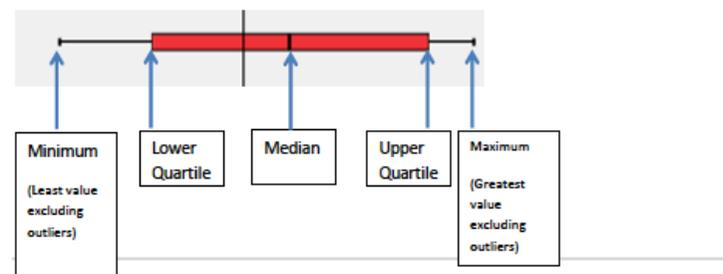 Minimum
(Least value
excluding
outliers)
Lower
Quartile
Median
Upper
Quartile
Maximum
(Greatest
value
excluding
outliers)